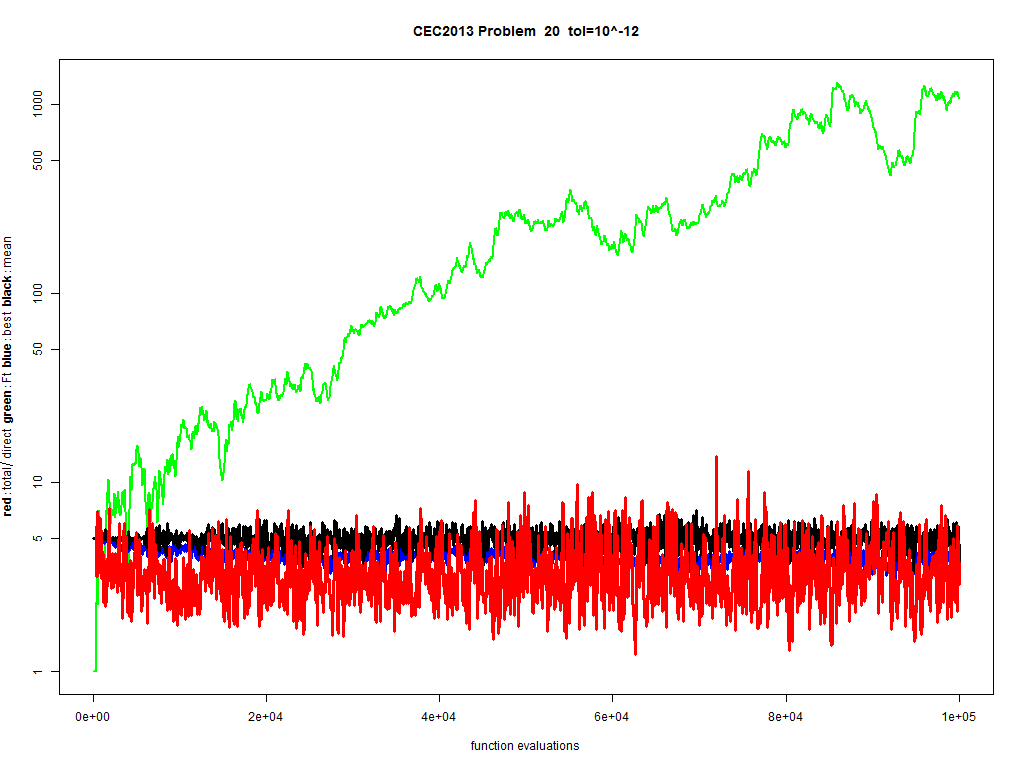 CEC2013 Problem  20  tol=10^-12
red : total/ direct green : Ft blue : best black : mean
1000
500
100
50
10
5
1
0e+00 2e+04 4e+04 6e+04 8e+04 1e+05
function evaluations